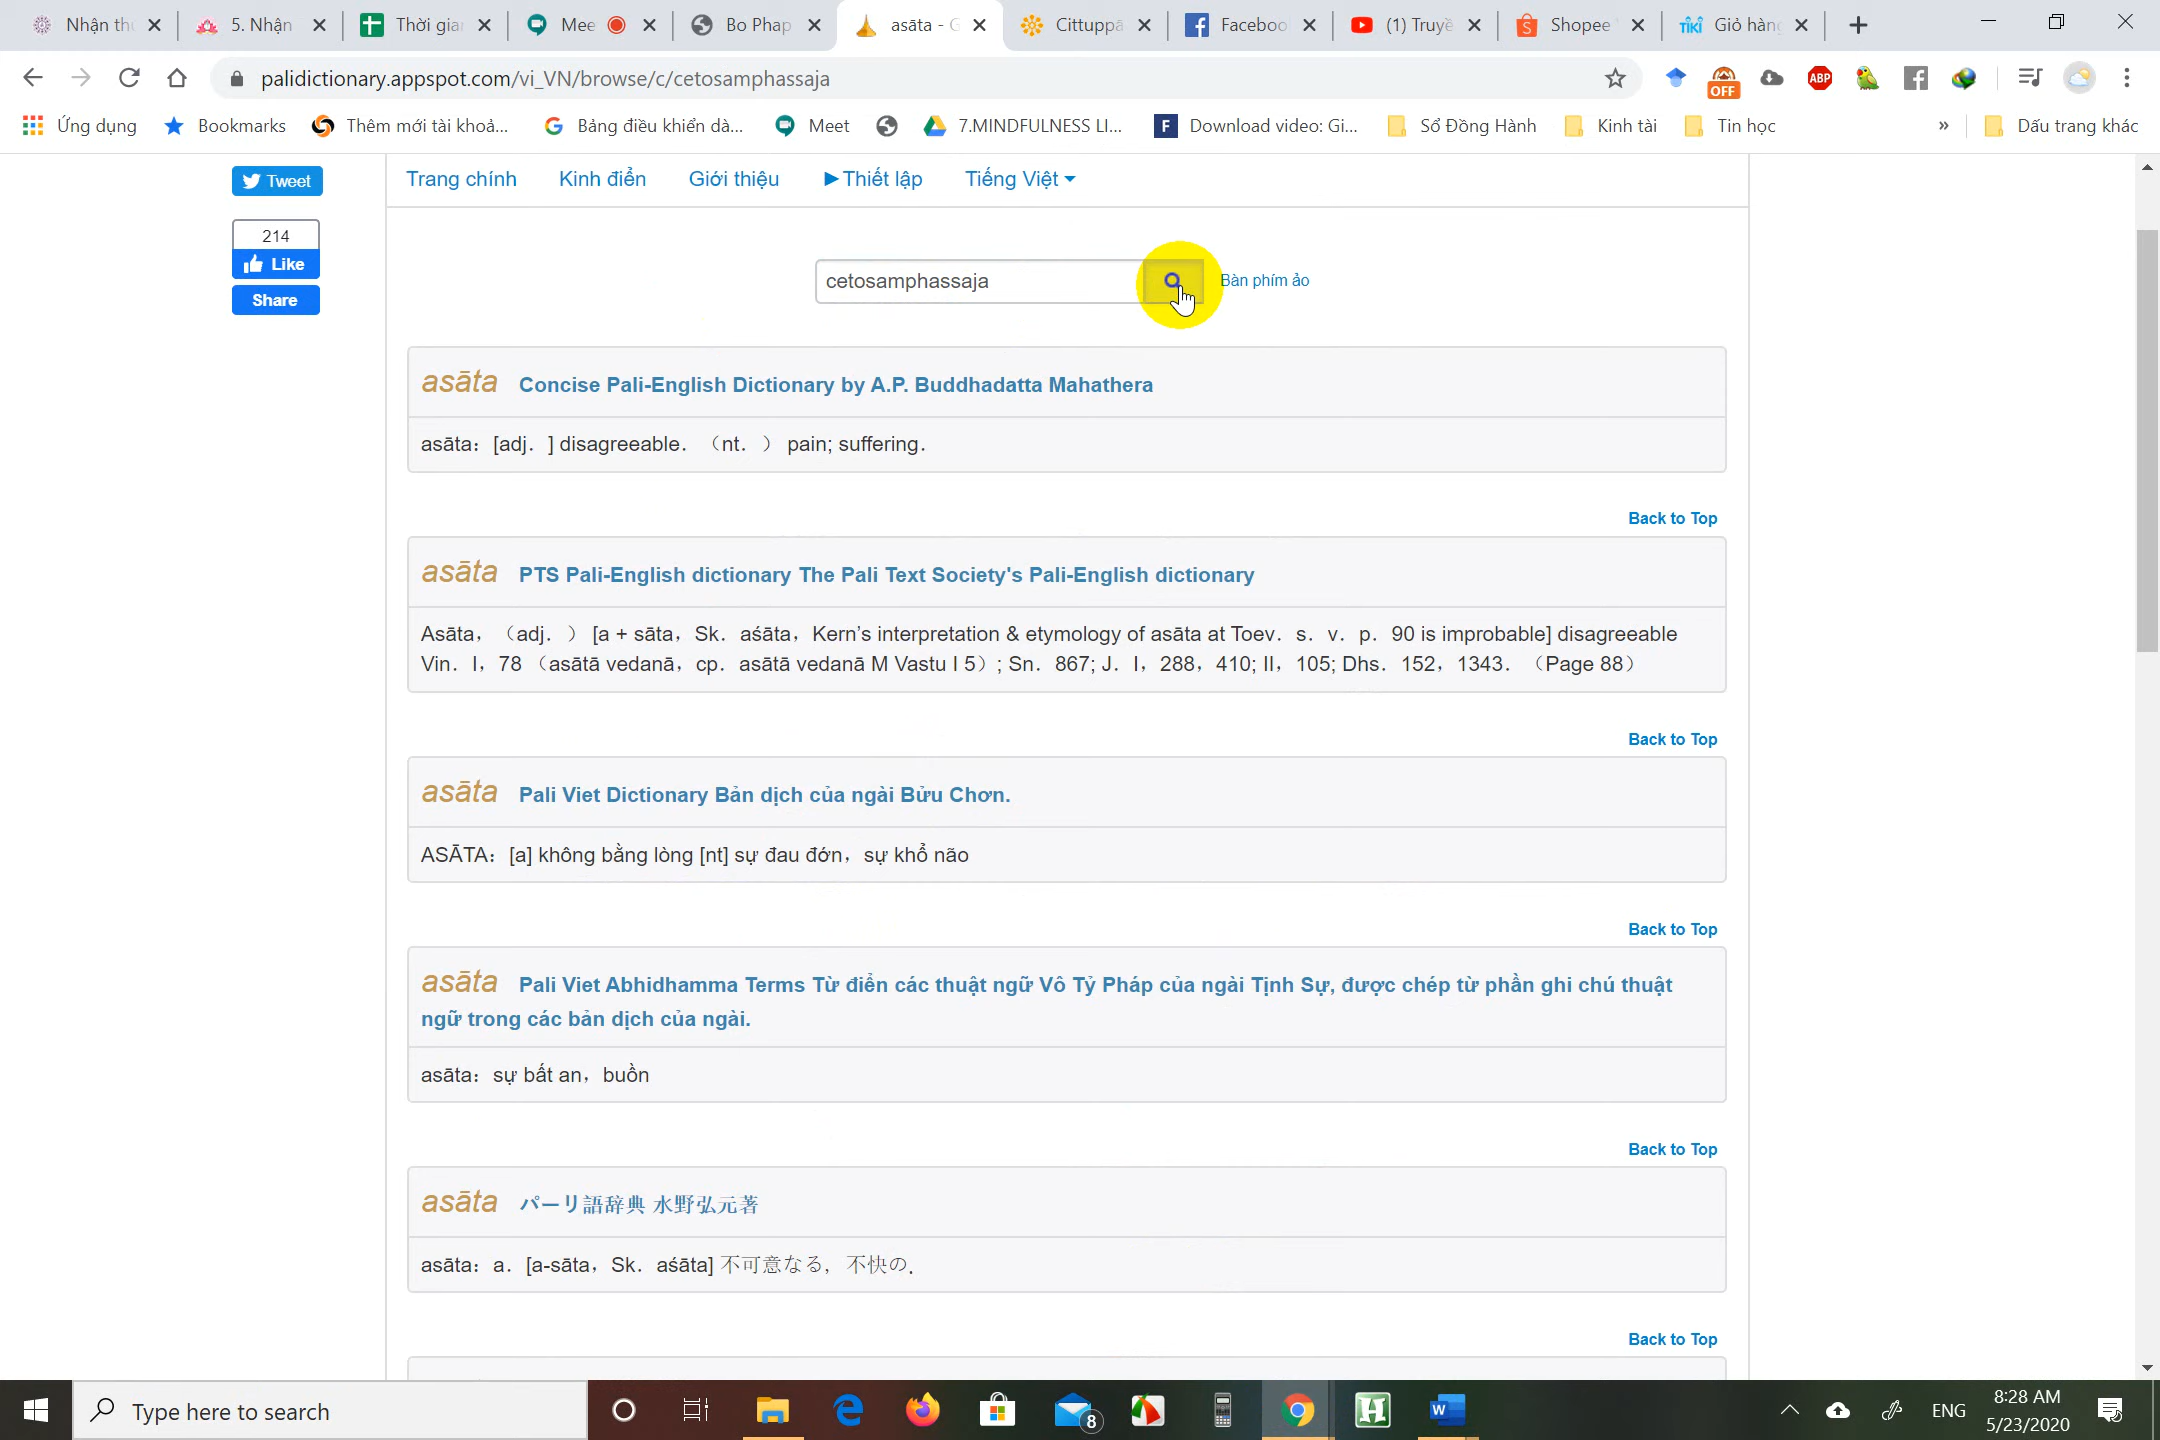 Nhận th
5. Nhận
Thời gia
Mee
Bo Phap
asāta - G
Cittuppā
Faceboo
(1) Truyề
Shopee
Giỏ hàng
palidictionary.appspot.com/vi_VN/browse/c/cetosamphassaja
OFF
ABP
Ứng dụng
Bookmarks
Thêm mới tài khoả...
Bảng điều khiển dà...
Meet
7.MINDFULNESS LI...
Download video: Gi...
Sổ Đồng Hành
Kinh tài
Tin học
»
Dấu trang khác
Tweet
214
Like
Share
Trang chính
Kinh điển
Giới thiệu
►Thiết lập
Tiếng Việt
cetosamphassaja
Bàn phím ảo
asāta Concise Pali-English Dictionary by A.P. Buddhadatta Mahathera
asāta：[adj．] disagreeable．（nt．） pain; suffering．
Back to Top
asāta PTS Pali-English dictionary The Pali Text Society's Pali-English dictionary
Asāta，（adj．） [a + sāta，Sk．aśāta，Kern's interpretation & etymology of asāta at Toev．s．v．p．90 is improbable] disagreeable
Vin．I，78 （asātā vedanā，cp．asātā vedanā M Vastu I 5）; Sn．867; J．I，288，410; II，105; Dhs．152，1343．（Page 88）
Back to Top
asāta Pali Viet Dictionary Bản dịch của ngài Bửu Chơn.
ASĀTA：[a] không bằng lòng [nt] sự đau đớn，sự khổ não
Back to Top
asāta Pali Viet Abhidhamma Terms Từ điển các thuật ngữ Vô Tỷ Pháp của ngài Tịnh Sự, được chép từ phần ghi chú thuật
ngữ trong các bản dịch của ngài.
asāta：sự bất an，buồn
Back to Top
asāta パーリ語辞典 水野弘元著
asāta：a．[a-sāta，Sk．aśāta] 不可意なる，不快の．
Back to Top
Type here to search
8
ENG
8:28 AM
5/23/2020